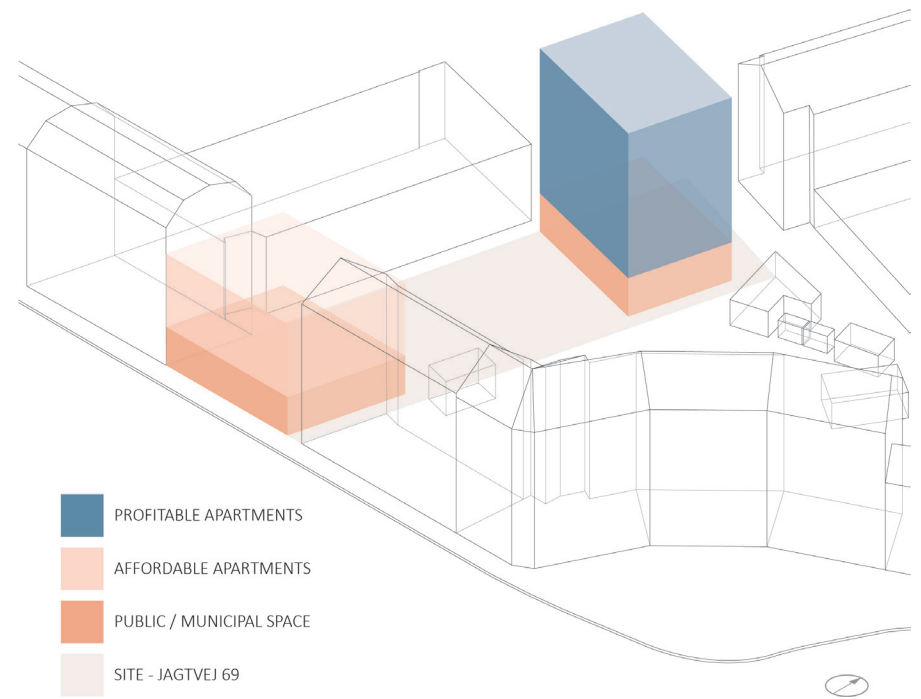 PROFITABLE APARTMENTS
AFFORDABLE APARTMENTS
PUBLIC / MUNICIPAL SPACE
SITE - JAGTVEJ 69